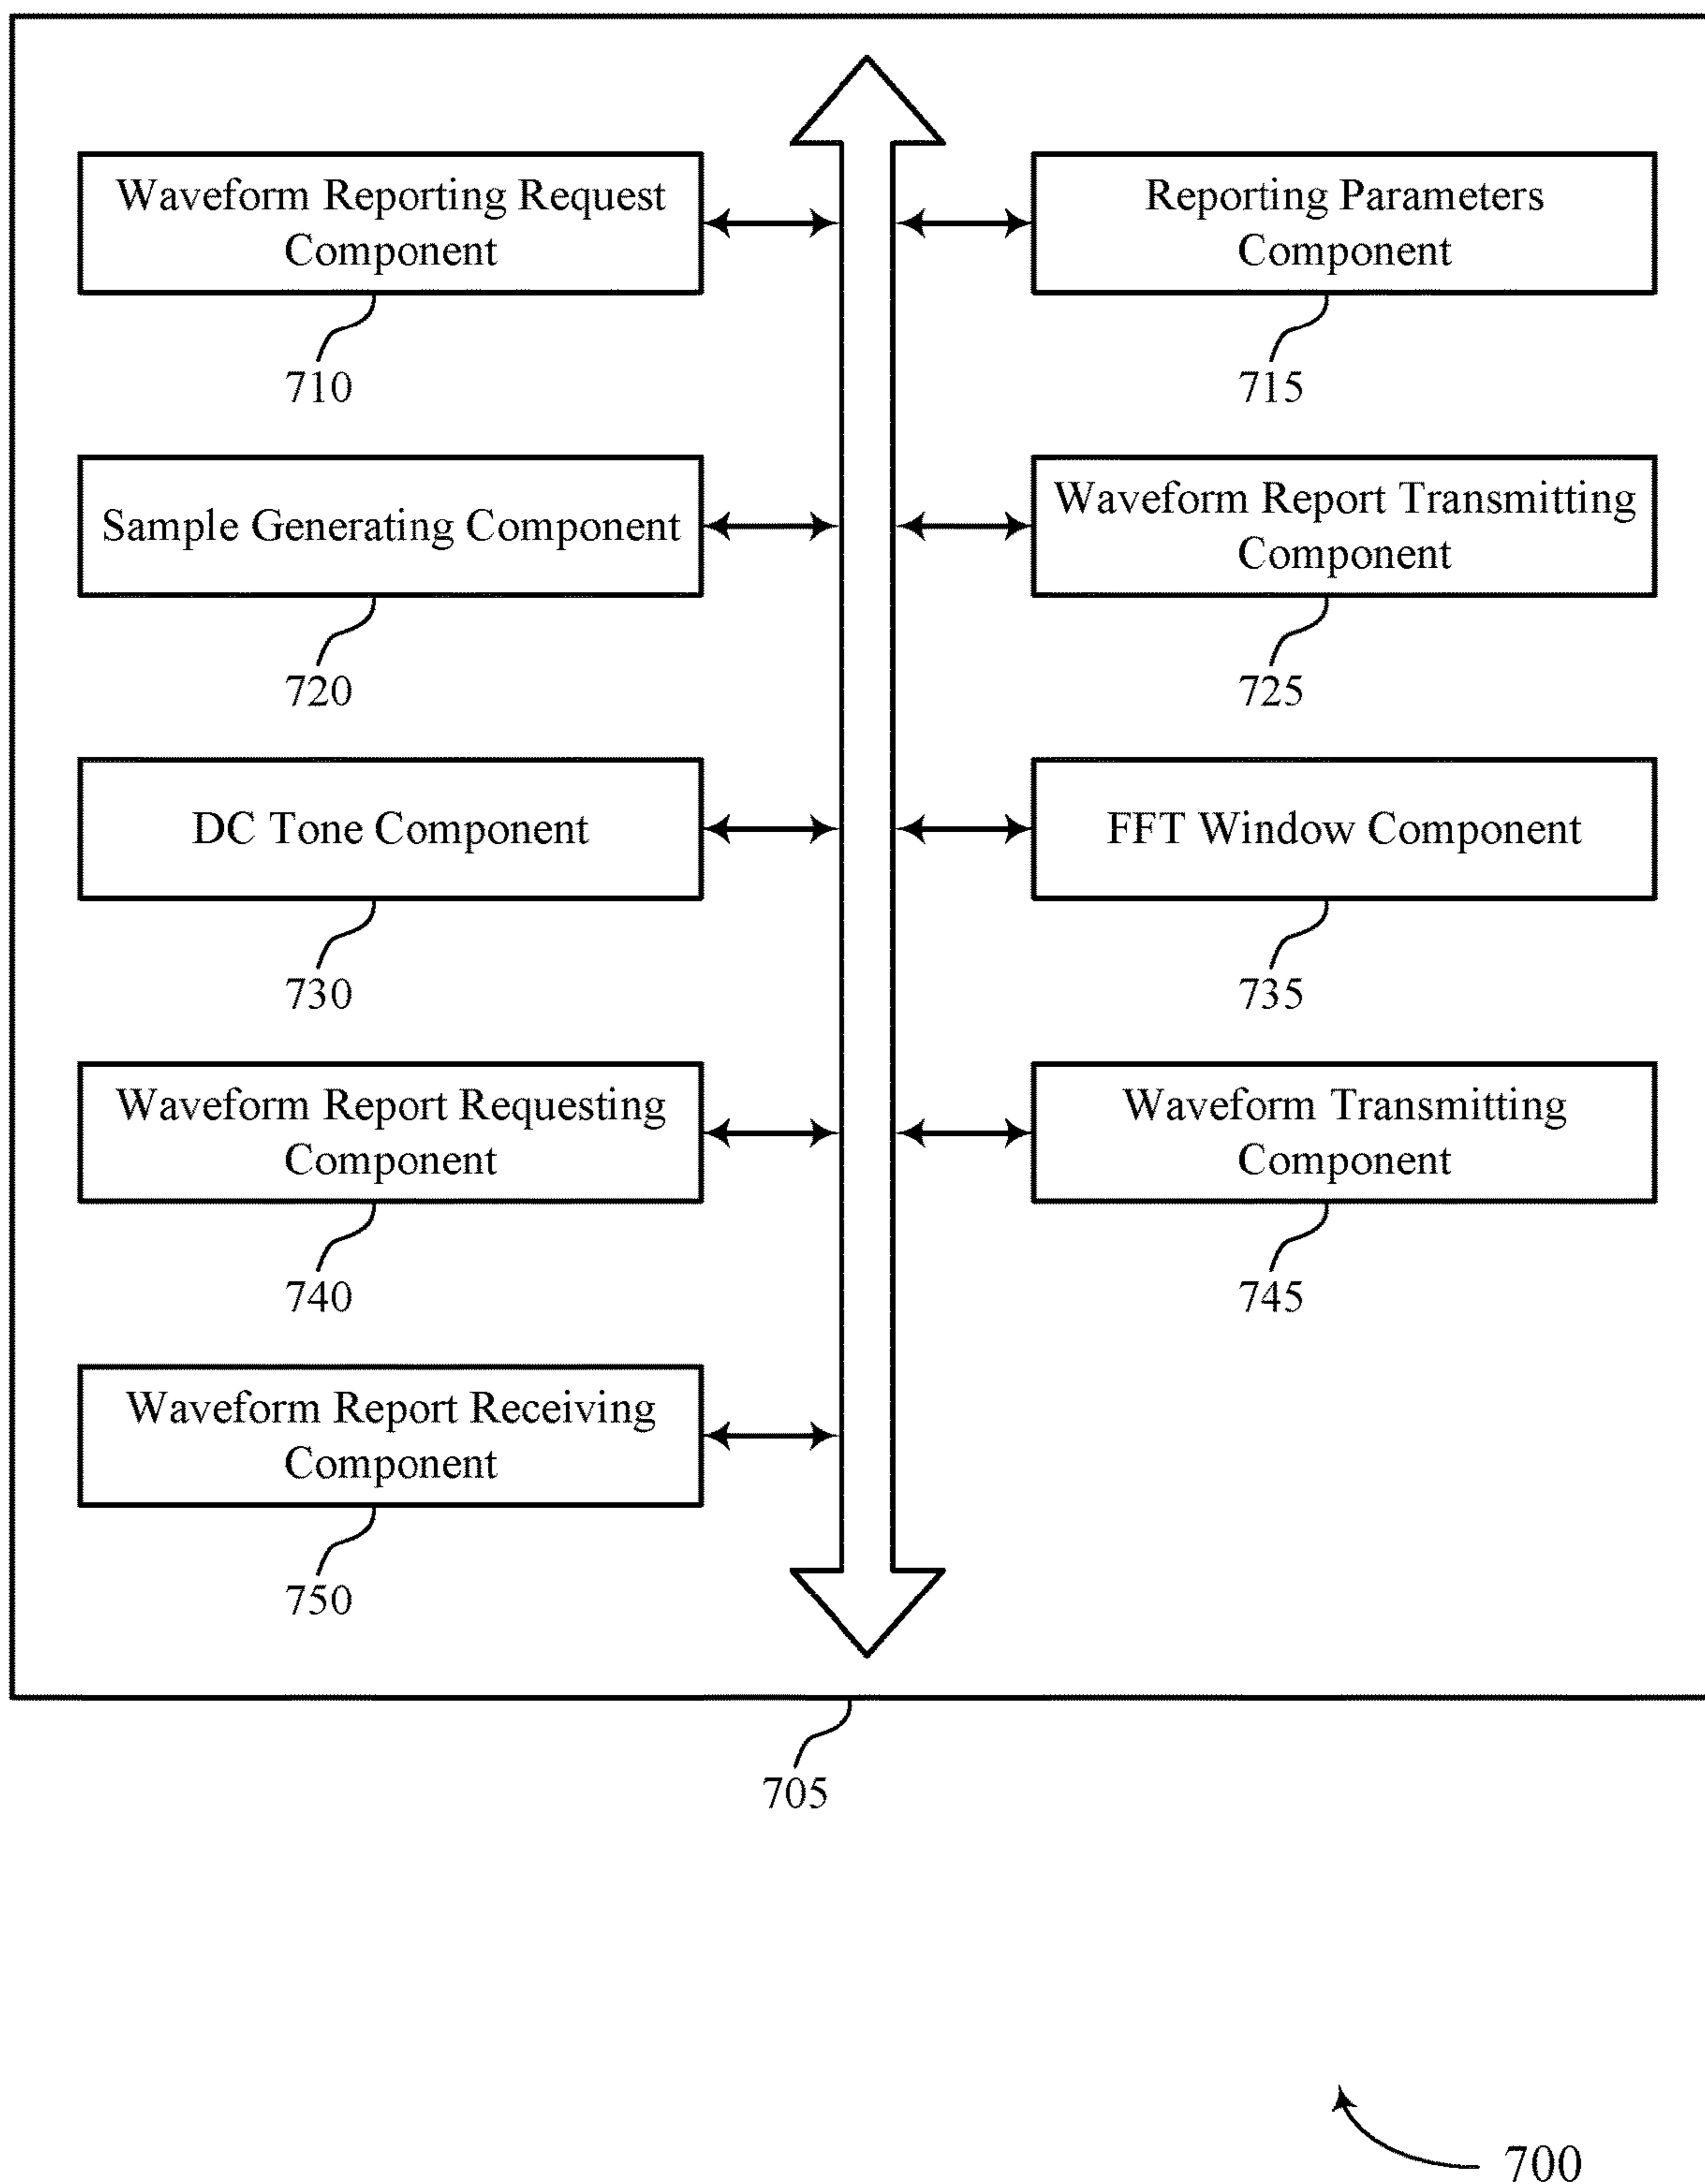 Waveform Reporting Request
Component
710
Reporting Parameters
Component
715
Sample Generating Component
720
Waveform Report Transmitting
Component
725
DC Tone Component
730
FFT Window Component
735
Waveform Report Requesting
Component
740
Waveform Transmitting
Component
745
Waveform Report Receiving
Component
750
705
700